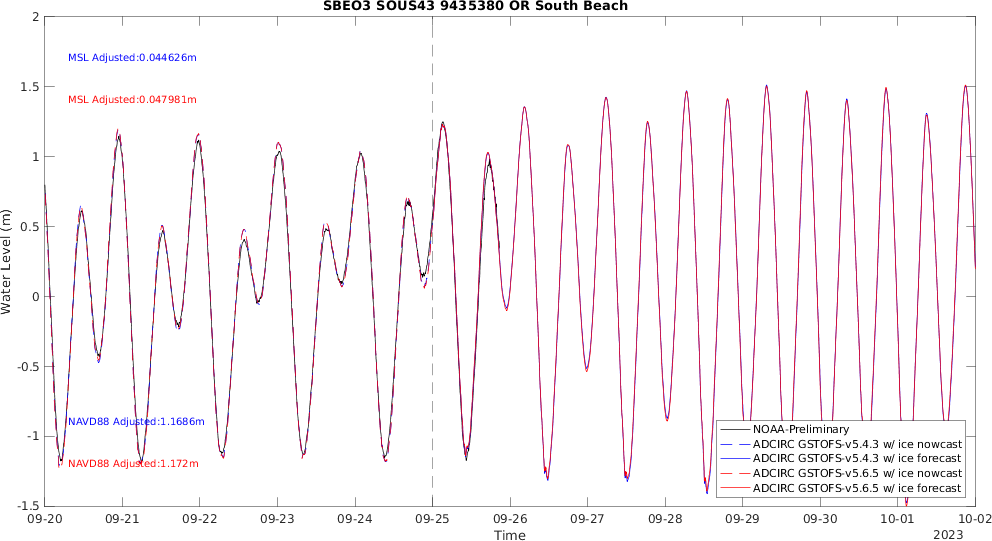 SBEO3 SOUS43 9435380 OR South Beach
2
1.5
1
0.5
0
-0.5
-1
-1.5
Water Level (m)
MSL Adjusted:0.044626m
MSL Adjusted:0.047981m
NAVD88 Adjusted:1.1686m
NAVD88 Adjusted:1.172m
NOAA-Preliminary
ADCIRC GSTOFS-v5.4.3 w/ ice nowcast
ADCIRC GSTOFS-v5.4.3 w/ ice forecast
ADCIRC GSTOFS-v5.6.5 w/ ice nowcast
ADCIRC GSTOFS-v5.6.5 w/ ice forecast
09-20 09-21 09-22 09-23 09-24 09-25 09-26 09-27 09-28 09-29 09-30 10-01 10-02
Time
2023